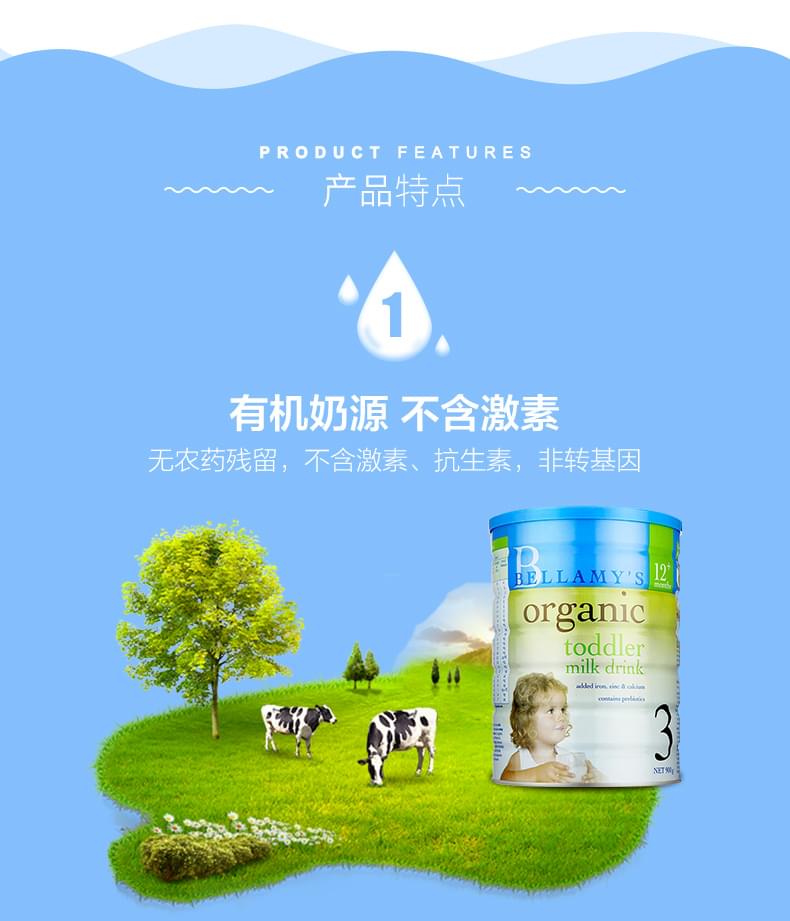 PRODUCT FEATURES
产品特点
1
有机奶源 不含激素
无农药残留，不含激素、抗生素，非转基因
B
BELLAMY'S
12+
months
organic
toddler
milk drink
added iron, zinc & calcium
contains prebiotics
3
NET 900g